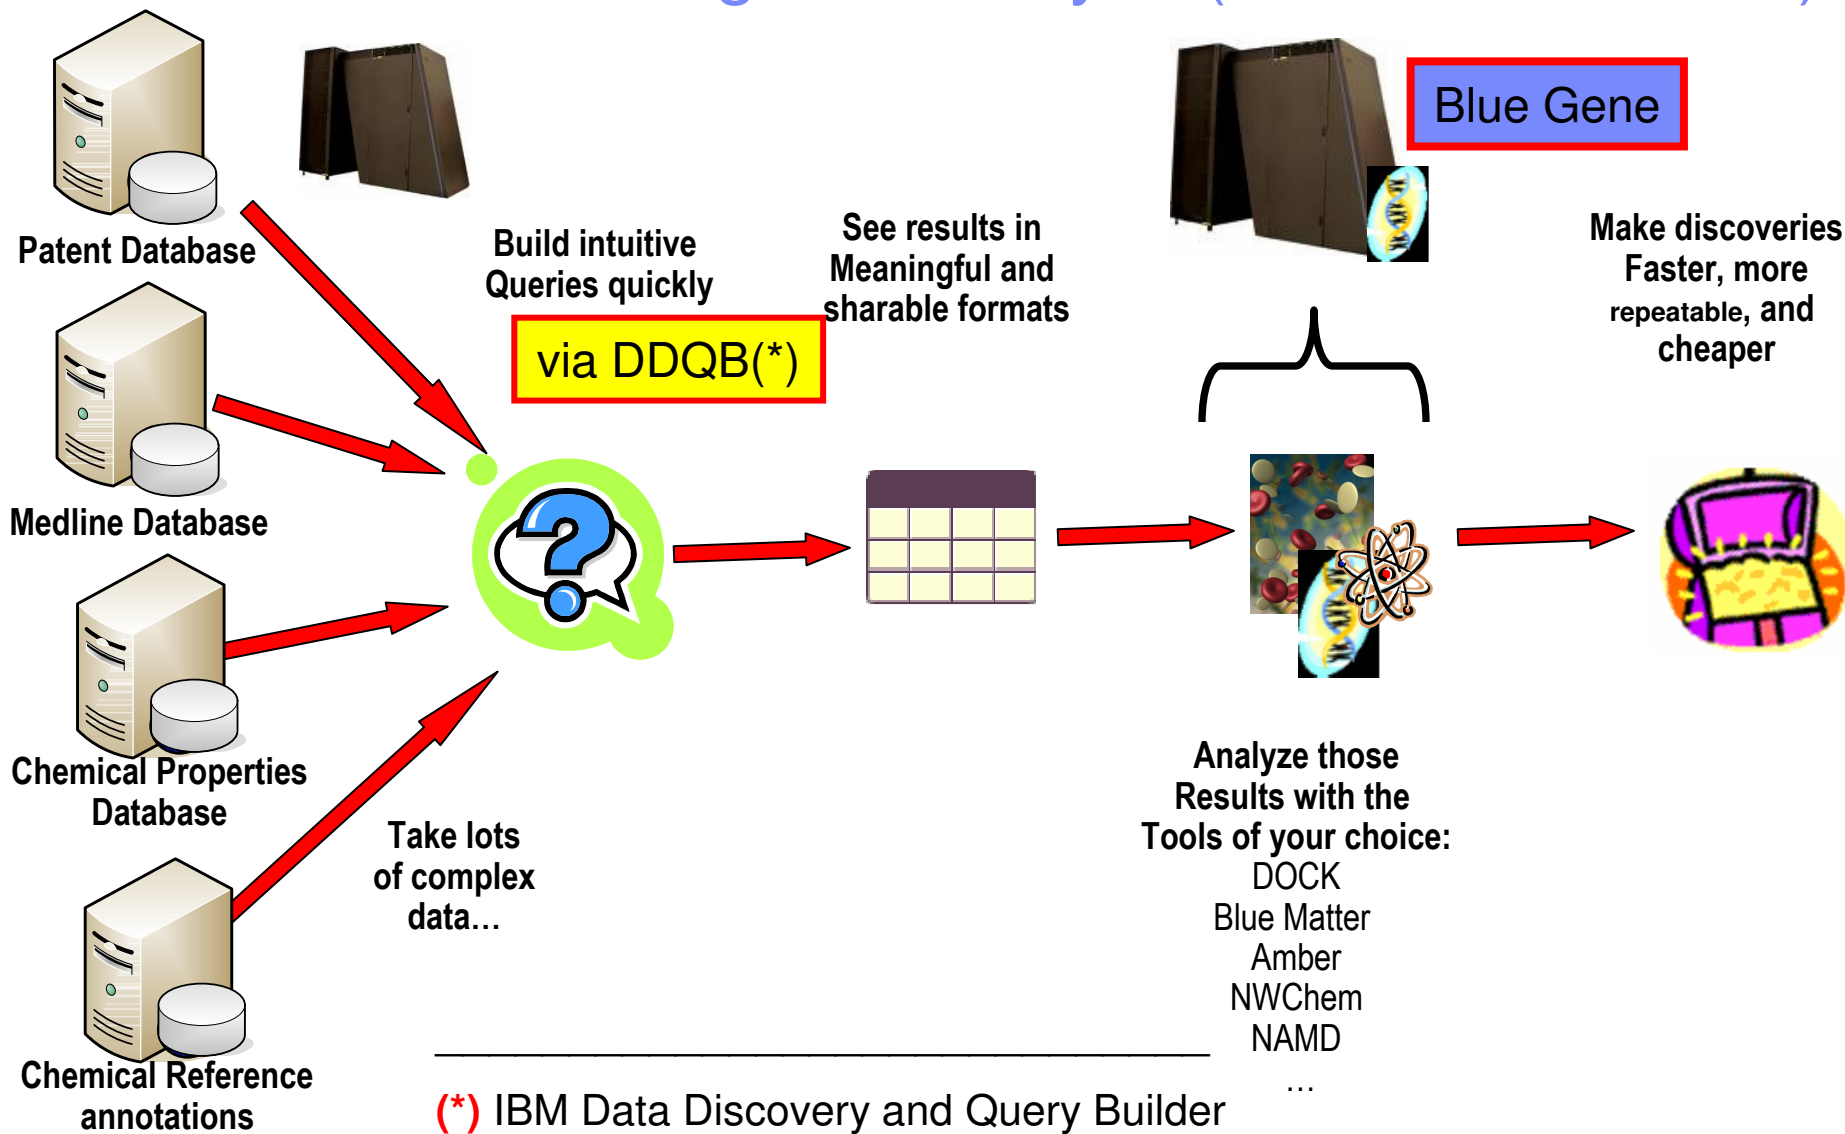 Blue Gene
Patent Database
Build intuitive
Queries quickly
via DDQB(*)
See results in
Meaningful and
sharable formats
Make discoveries
Faster, more
repeatable, and
cheaper
Medline Database
Chemical Properties
Database
Take lots
of complex
data…
Analyze those
Results with the
Tools of your choice:
DOCK
Blue Matter
Amber
NWChem
NAMD
…
Chemical Reference
annotations
(*) IBM Data Discovery and Query Builder